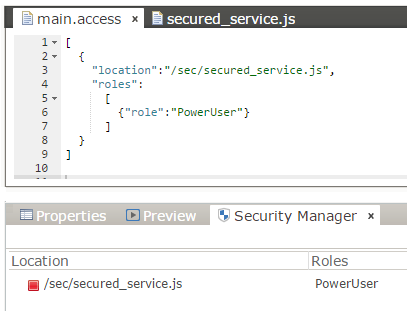 main.access × secured_service.js
1 [
2 {
3 "location":"/sec/secured_service.js",
4 "roles":
5 [
6 {"role":"PowerUser"}
7 ]
8 }
9 ]
10
Properties Preview Security Manager ×
Location Roles
/sec/secured_service.js PowerUser